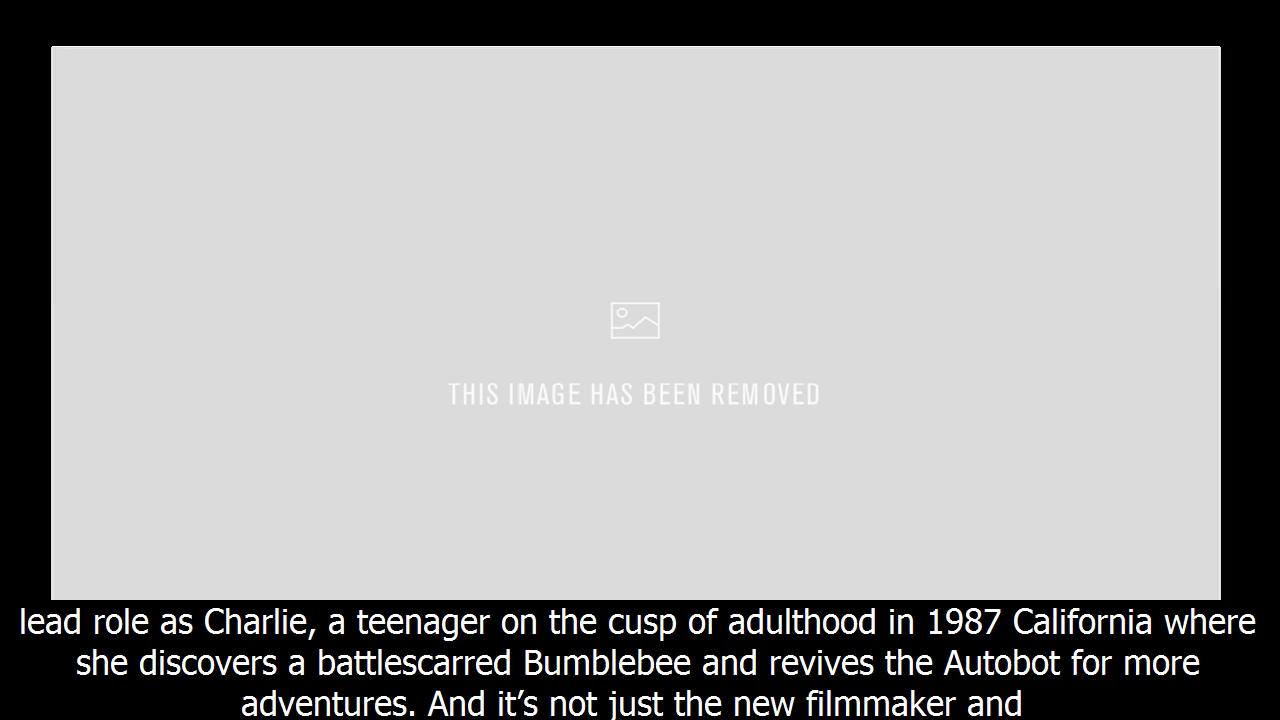 THIS IMAGE HAS BEEN REMOVED
lead role as Charlie, a teenager on the cusp of adulthood in 1987 California where
she discovers a battlescarred Bumblebee and revives the Autobot for more
adventures. And it’s not just the new filmmaker and